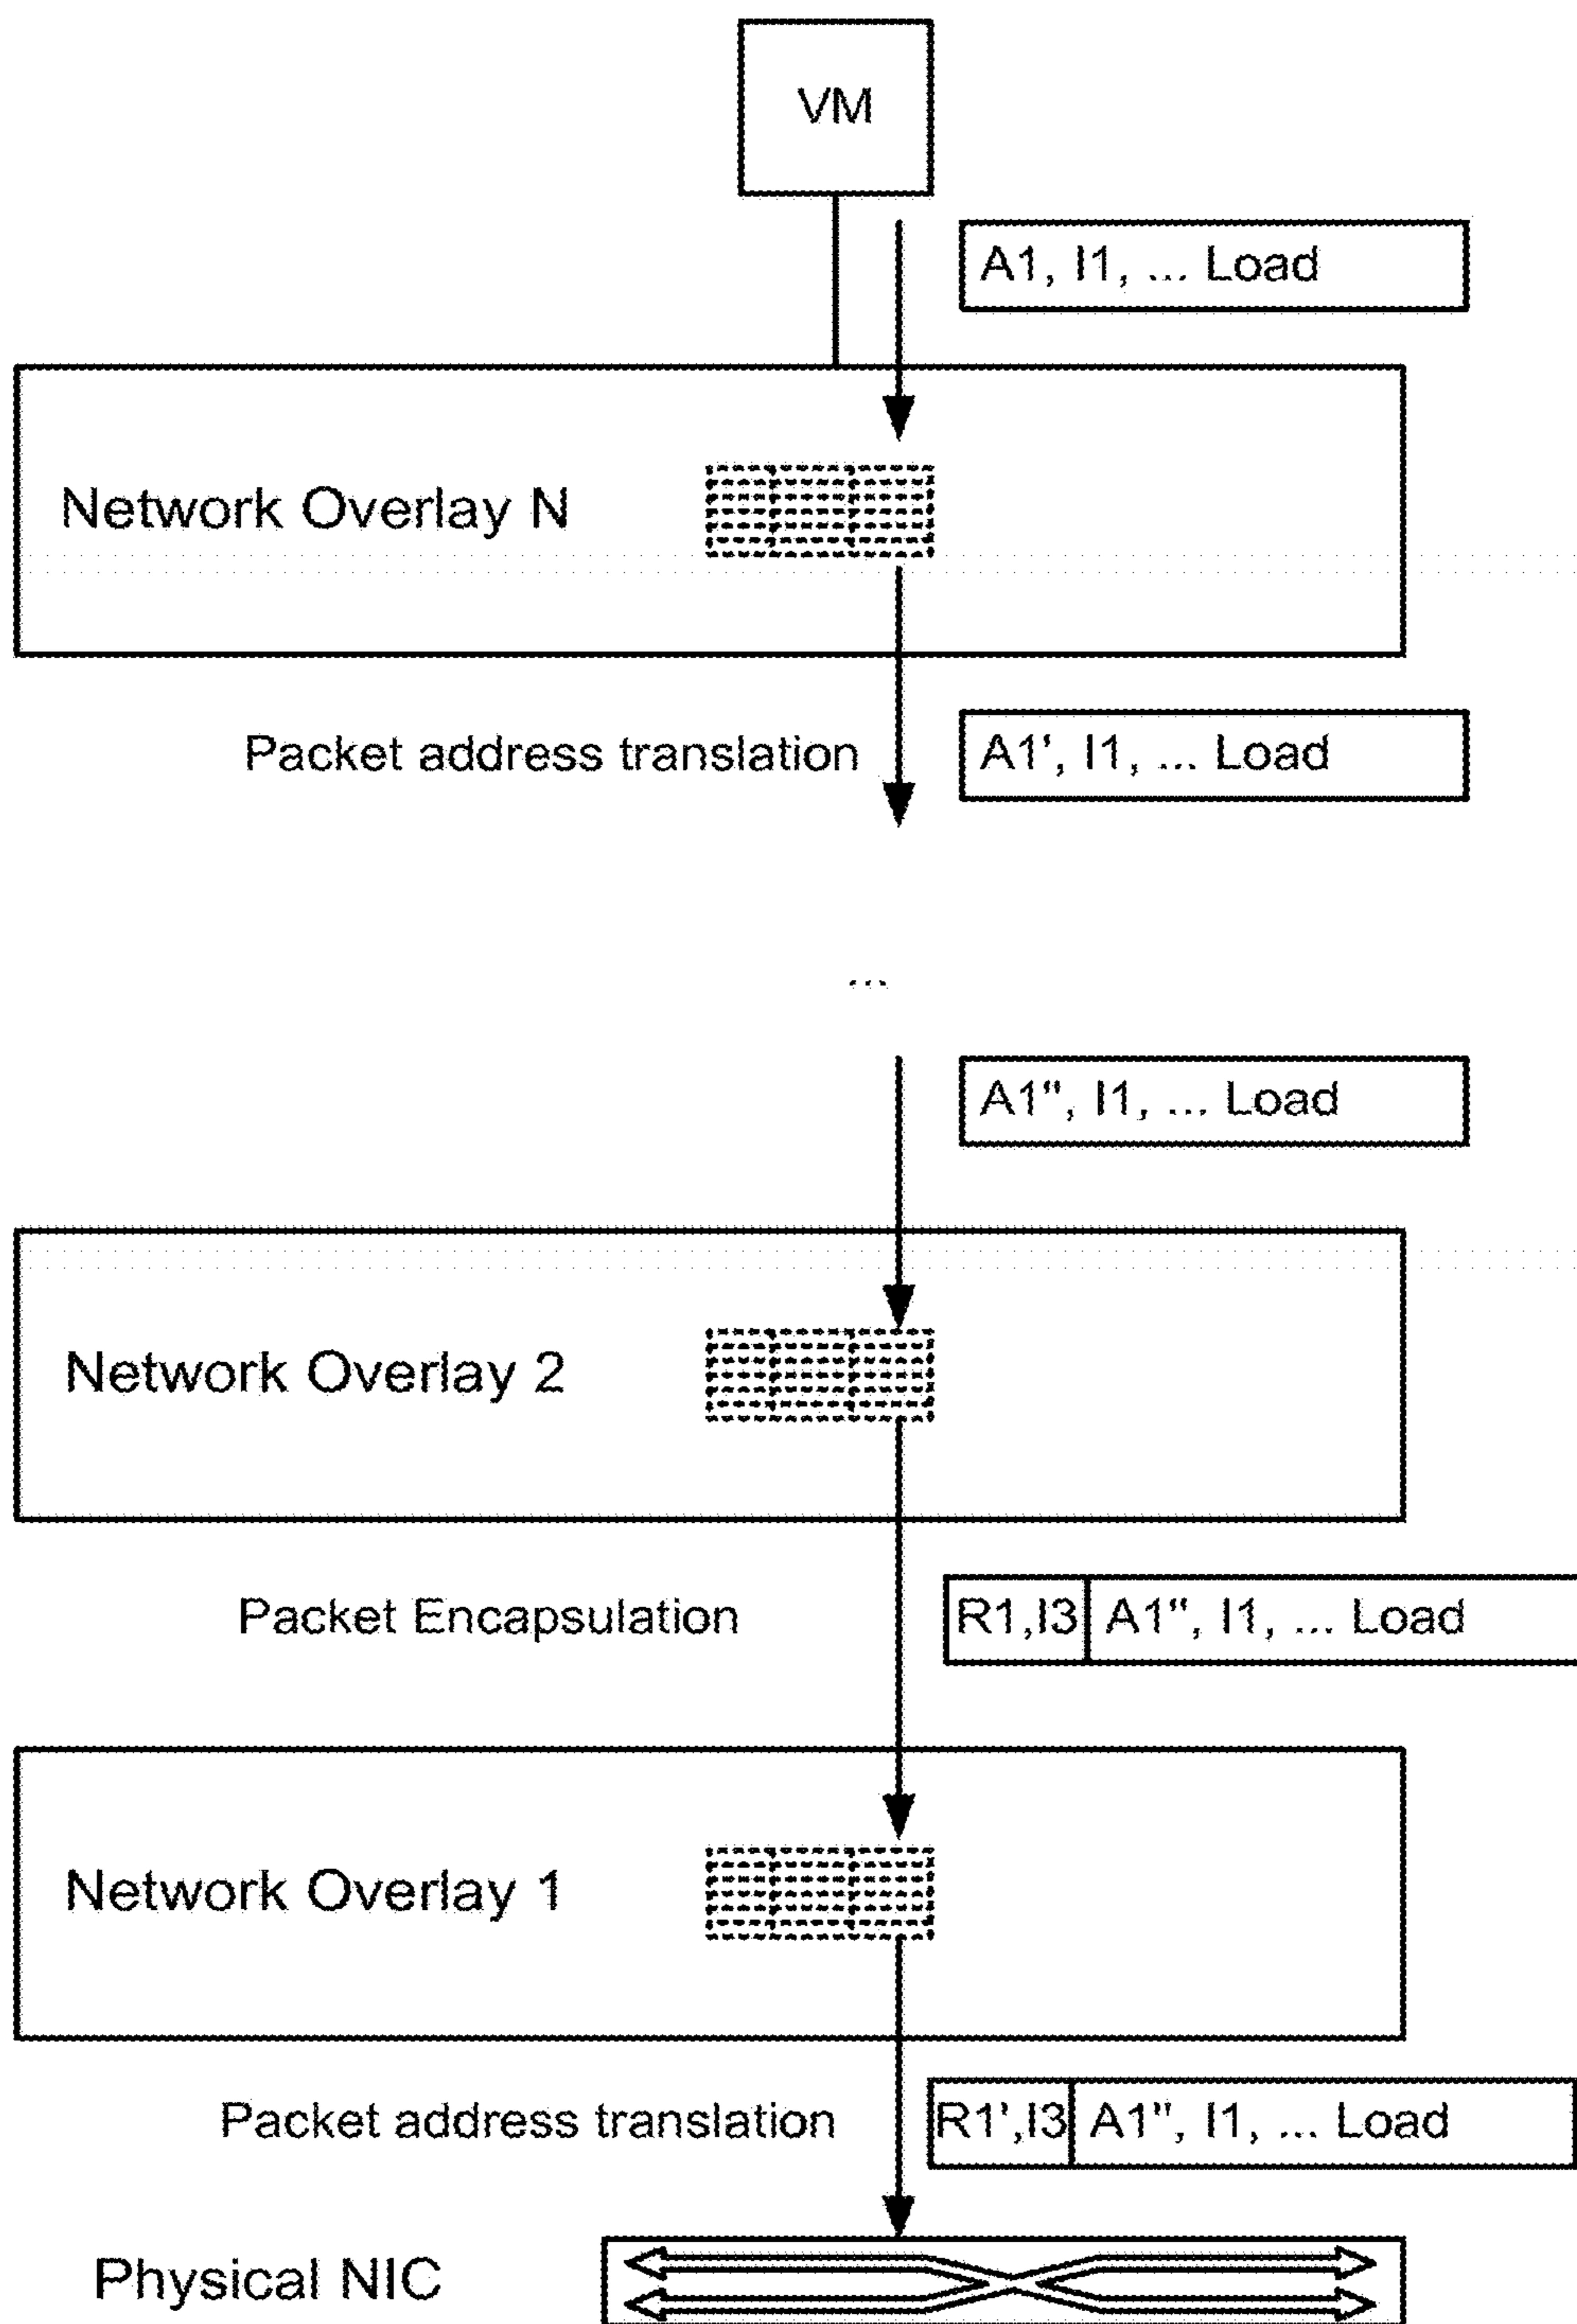 VM
A1, I1, ... Load
Network Overlay N
Packet address translation
A1', I1, ... Load
...
A1", I1, ... Load
Network Overlay 2
Packet Encapsulation
R1,I3 A1", I1, ... Load
Network Overlay 1
Packet address translation
R1',I3 A1", I1, ... Load
Physical NIC